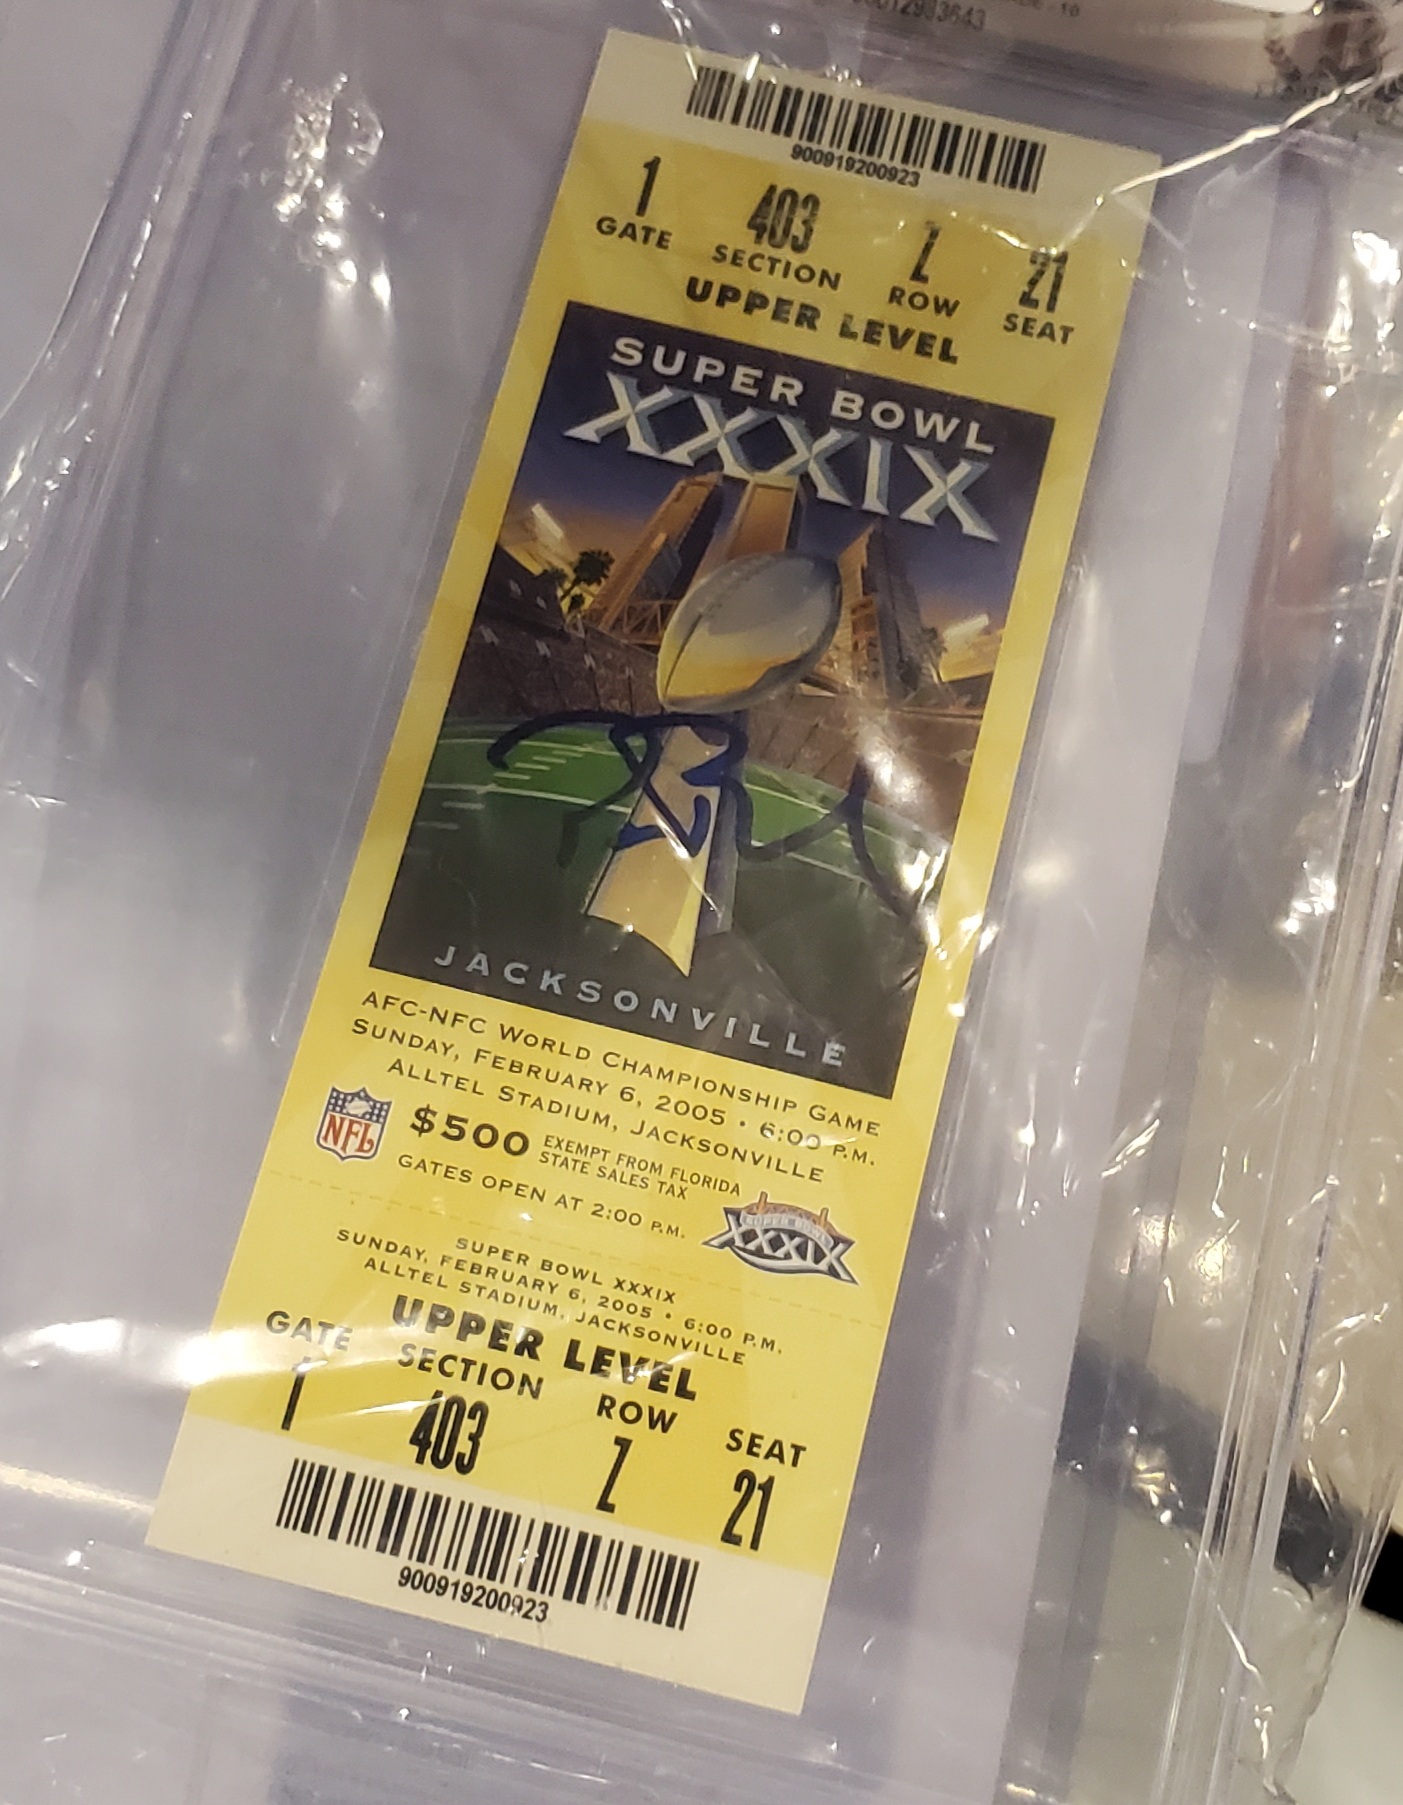 900919200923
1 403 Z 21
GATE SECTION ROW SEAT
UPPER LEVEL
SUPER BOWL
XXXIX
JACKSONVILLE
AFC-NFC WORLD CHAMPIONSHIP GAME
SUNDAY, FEBRUARY 6, 2005 • 6:00 P.M.
ALLTEL STADIUM, JACKSONVILLE
NFL
$500 EXEMPT FROM FLORIDA
STATE SALES TAX
GATES OPEN AT 2:00 P.M.
SUPER BOWL
XXXIX
SUPER BOWL XXXIX
SUNDAY, FEBRUARY 6, 2005 • 6:00 P.M.
ALLTEL STADIUM, JACKSONVILLE
UPPER LEVEL
GATE SECTION ROW SEAT
1 403 Z 21
900919200923